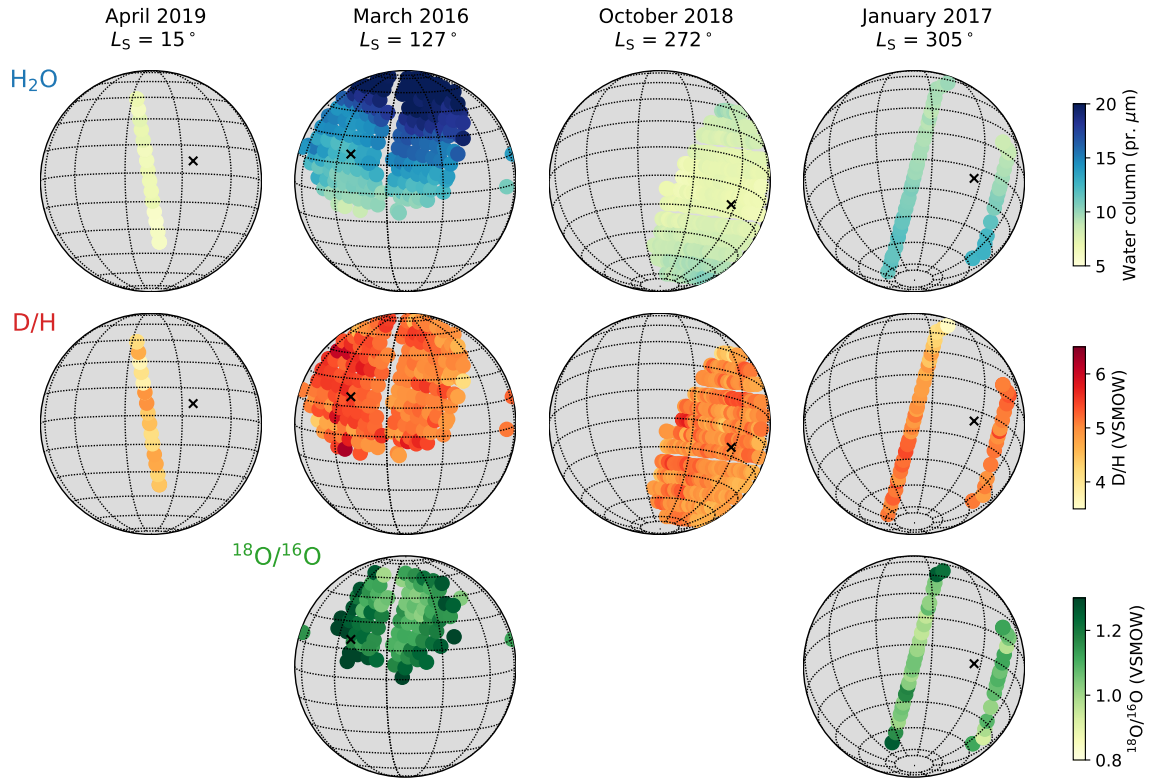 April 2019 March 2016 October 2018 January 2017
L_S = 15° L_S = 127° L_S = 272° L_S = 305°
H₂O
20
15
10
5
Water column (pr. μm)
D/H
6
5
4
D/H (VSMOW)
¹⁸O/¹⁶O
1.2
1.0
0.8
¹⁸O/¹⁶O (VSMOW)